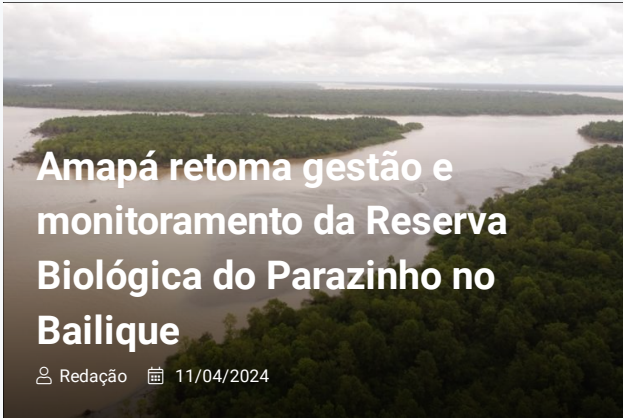 Amapá retoma gestão e
monitoramento da Reserva
Biológica do Parazinho no
Bailique
Redação 11/04/2024